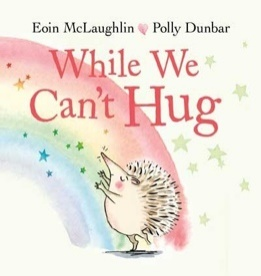 Eoin McLaughlin Polly Dunbar
While We
Can't Hug